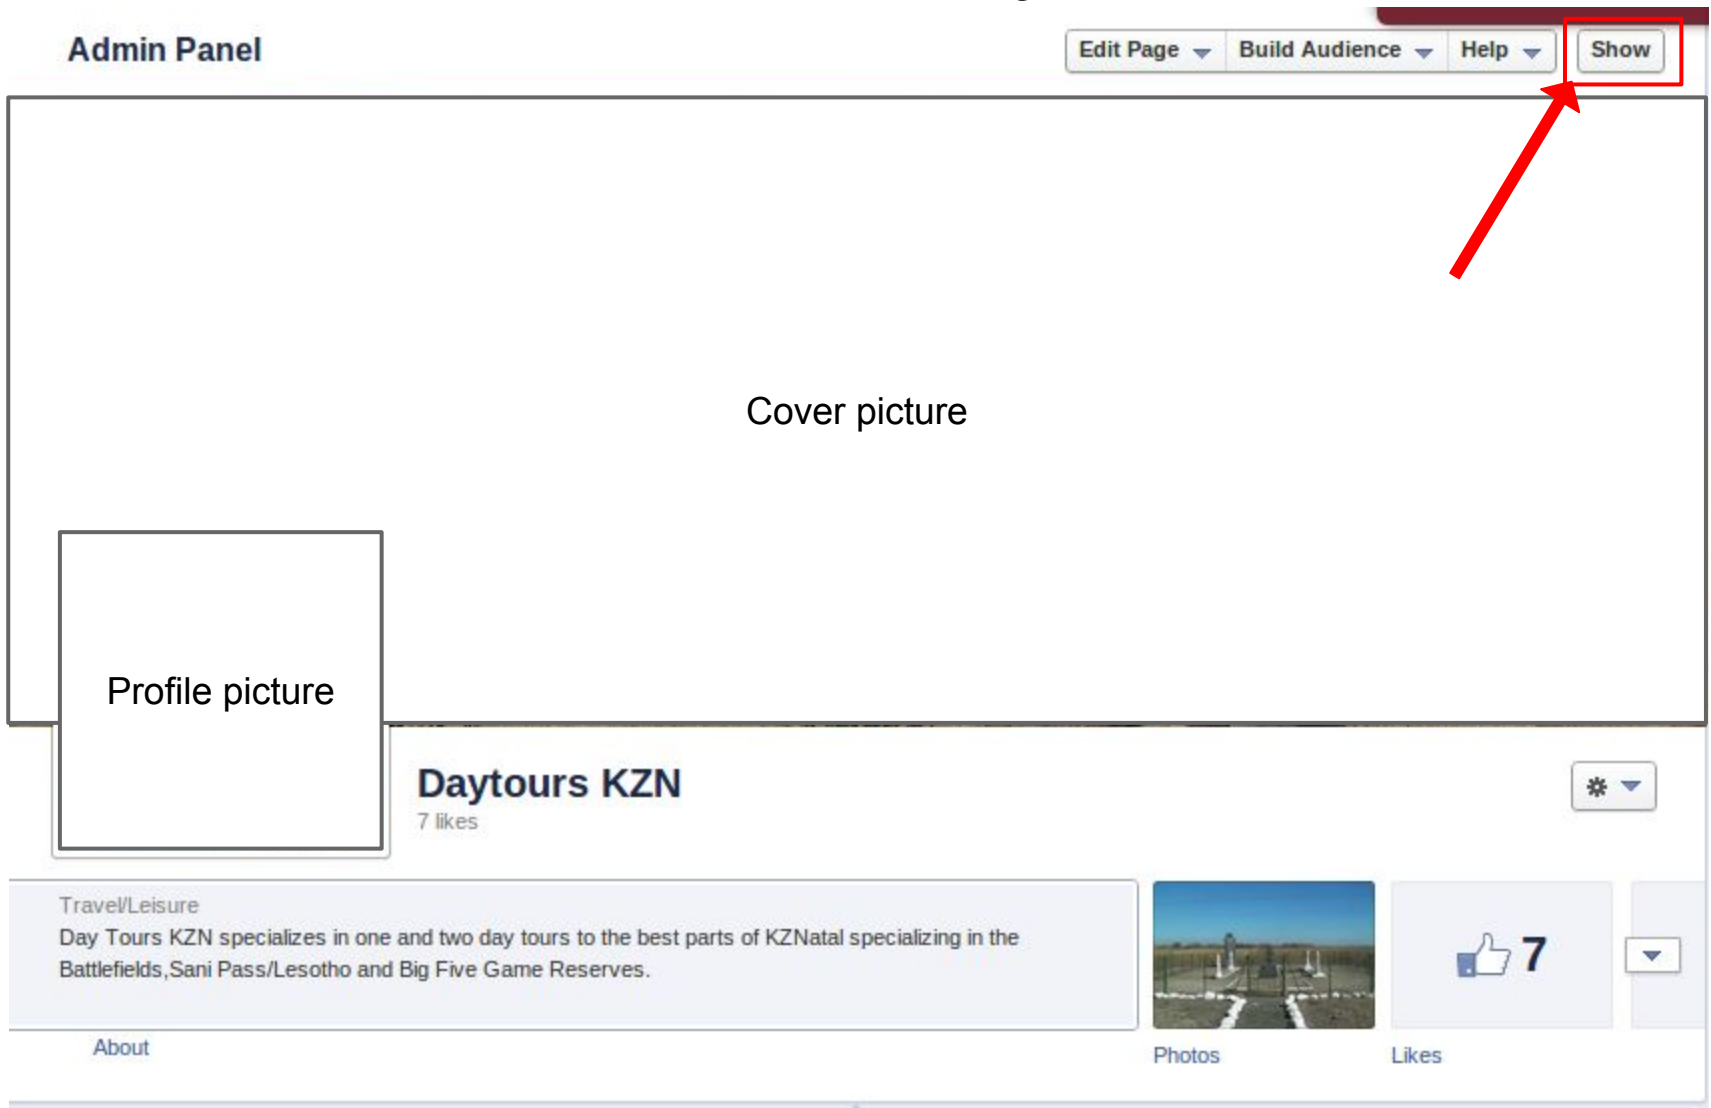 Admin Panel
Edit Page
Build Audience
Help
Show
Cover picture
Profile picture
Daytours KZN
7 likes
Travel/Leisure
Day Tours KZN specializes in one and two day tours to the best parts of KZNatal specializing in the
Battlefields,Sani Pass/Lesotho and Big Five Game Reserves.
7
About
Photos
Likes